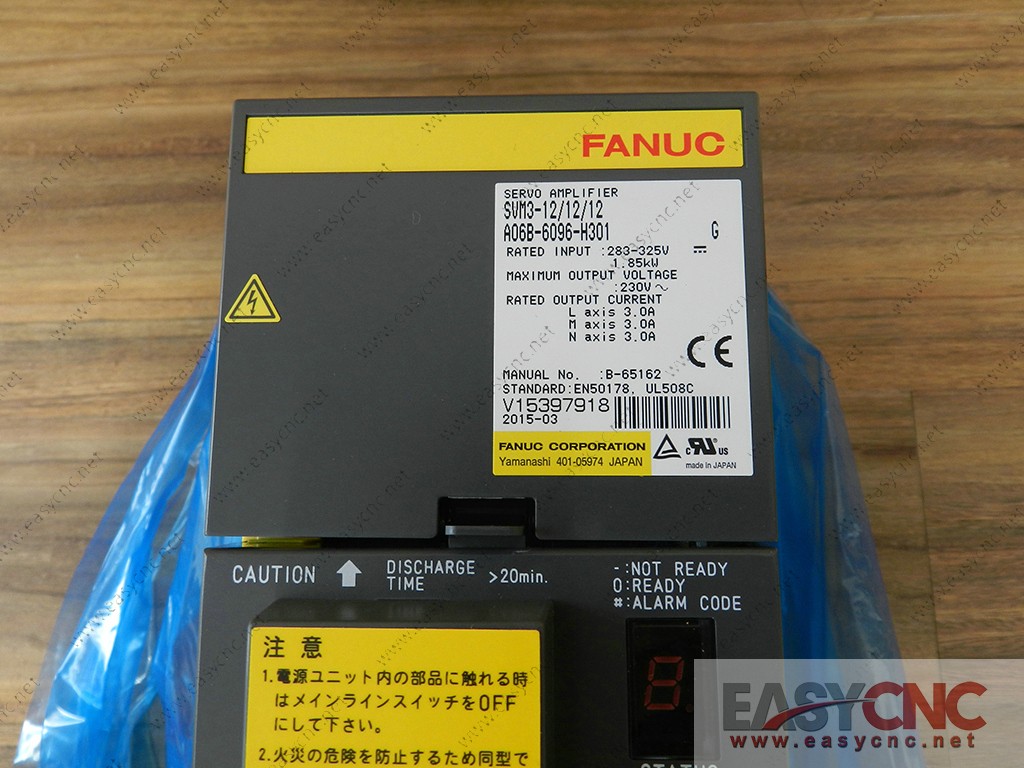 FANUC
SERVO AMPLIFIER
SVM3-12/12/12
A06B-6096-H301 G
RATED INPUT :283-325V
1.85kW
MAXIMUM OUTPUT VOLTAGE
:230V~
RATED OUTPUT CURRENT
L axis 3.0A
M axis 3.0A
N axis 3.0A
CE
MANUAL No. :B-65162
STANDARD:EN50178, UL508C
V15397918
2015-03
FANUC CORPORATION
Yamanashi 401-05974 JAPAN
c RU US
made in JAPAN
CAUTION
DISCHARGE TIME >20min.
-:NOT READY
0:READY
#:ALARM CODE
注意
1.電源ユニット内の部品に触れる時
はメインラインスイッチをOFF
にして下さい。
2.火災の危険を防止するため同型で
8.
STATUS
EASYCNC
www.easycnc.net